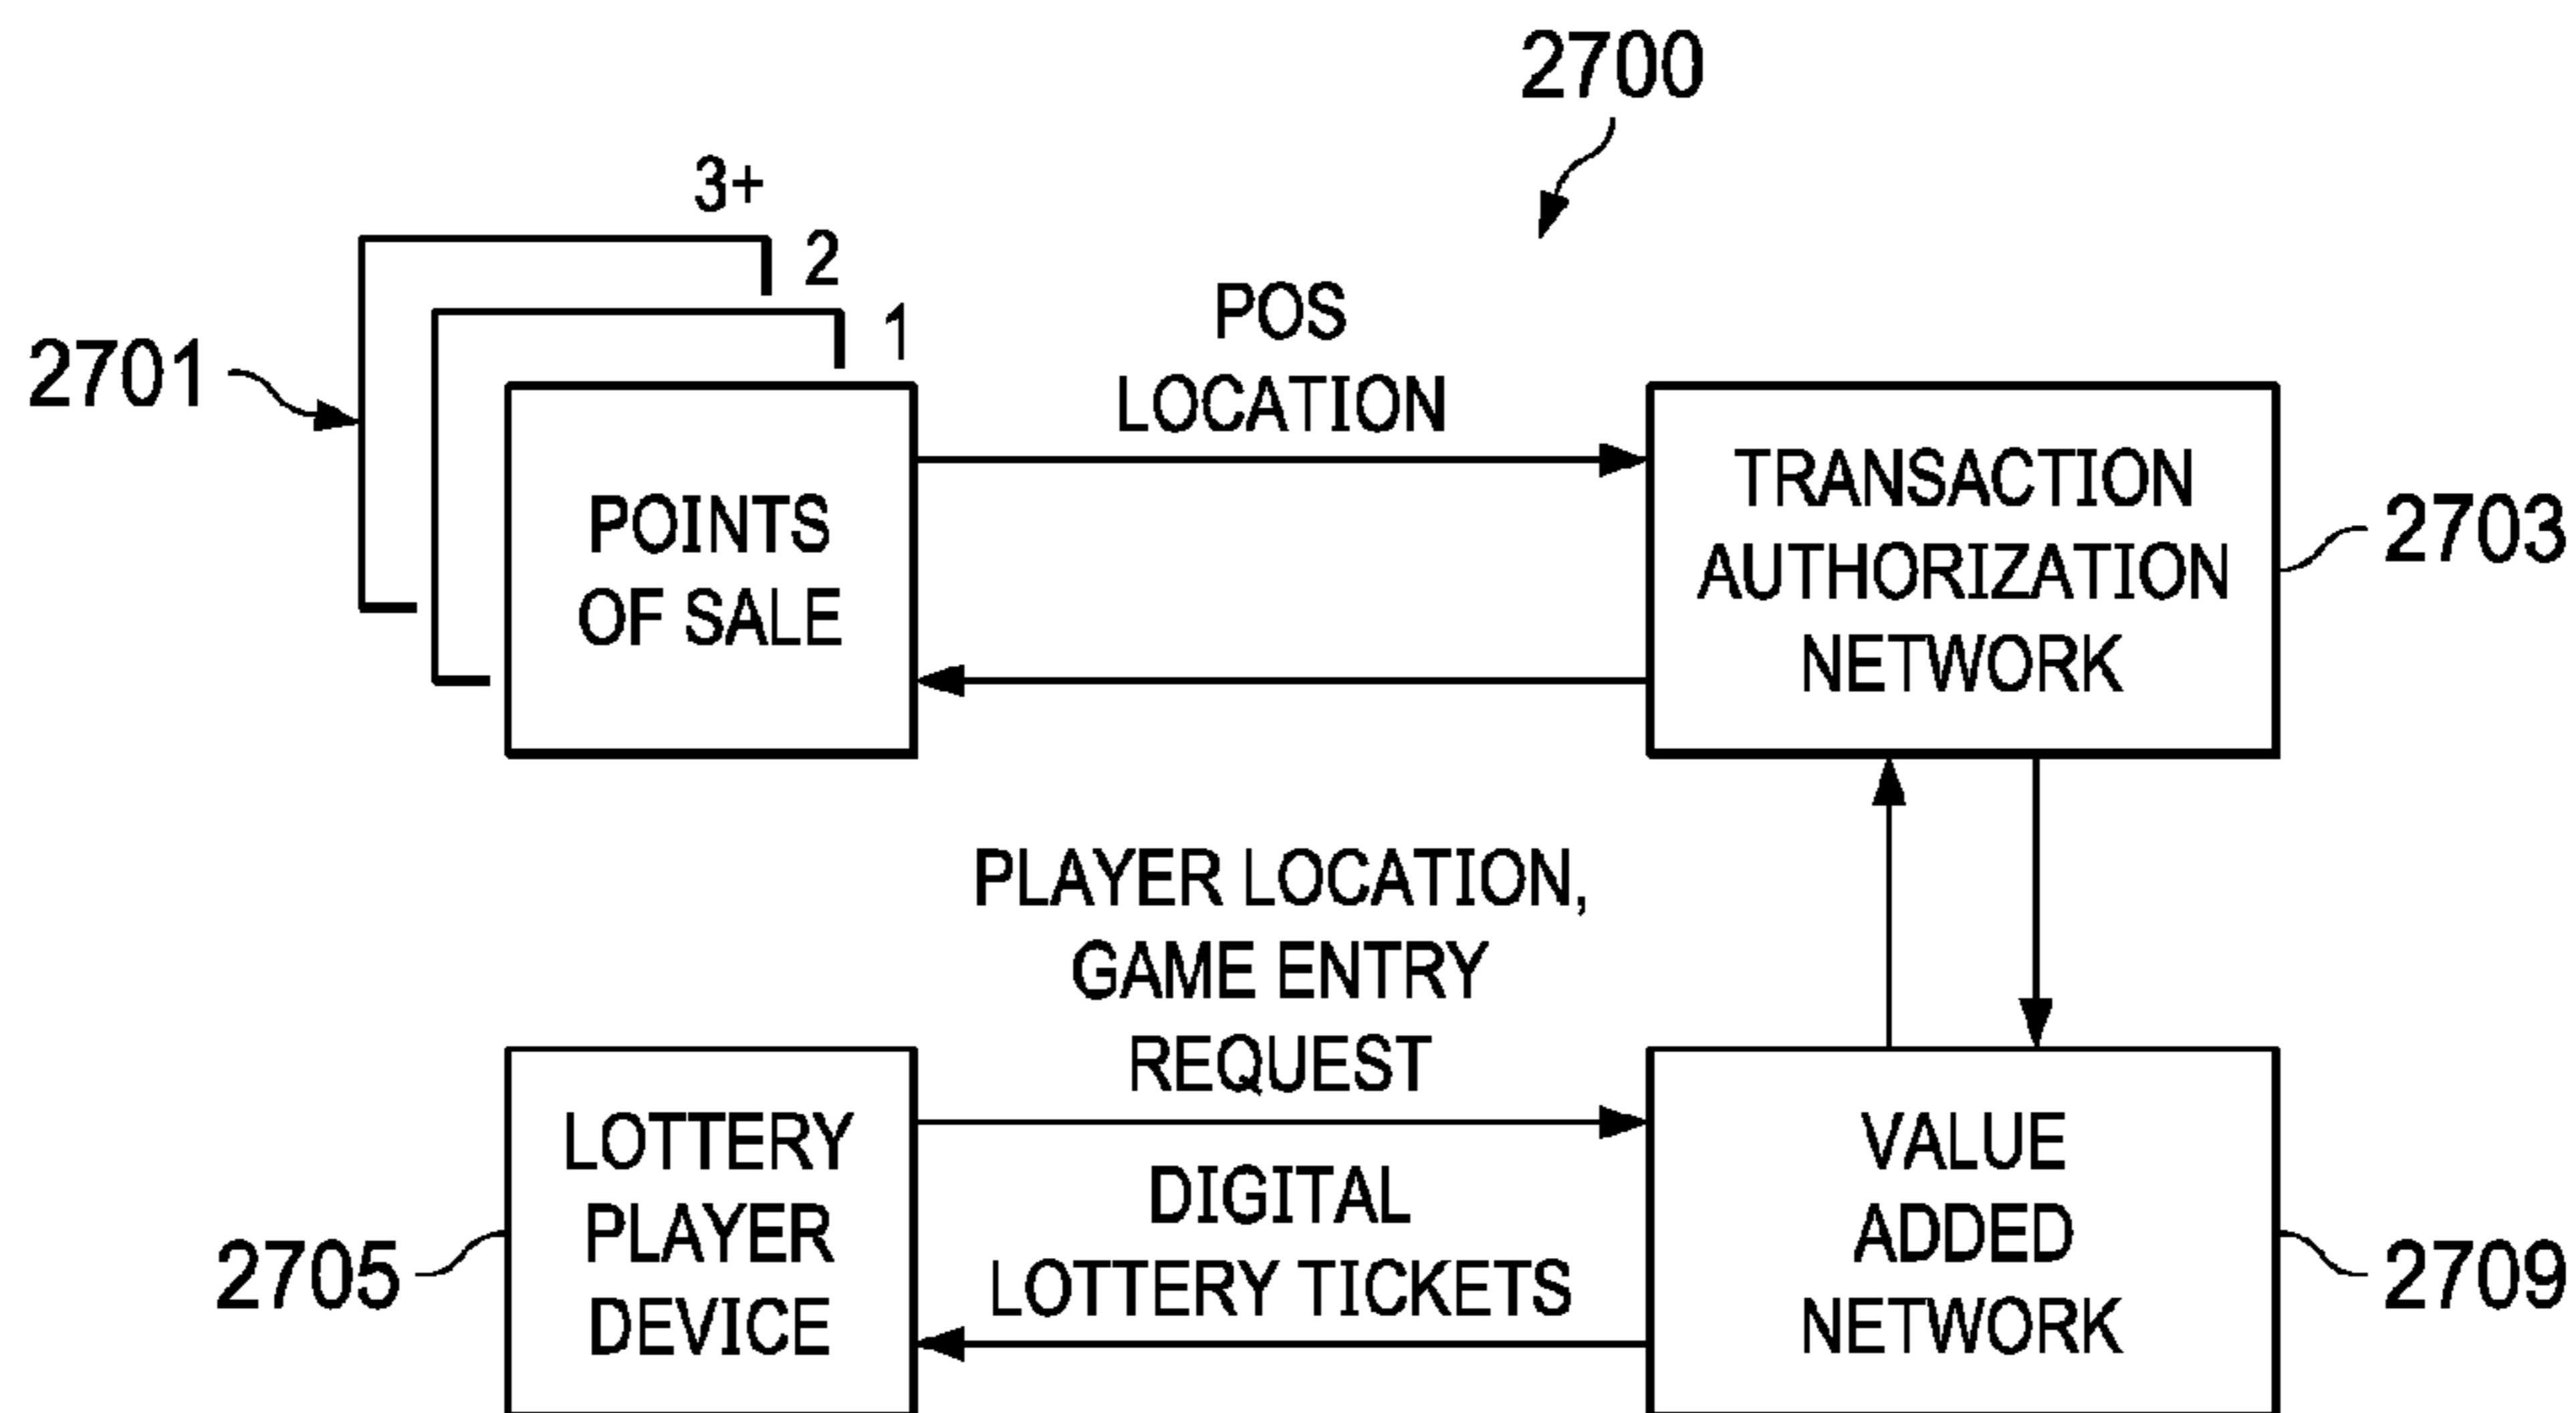 2700
3+
2
1
2701
POS
LOCATION
POINTS
OF SALE
TRANSACTION
AUTHORIZATION
NETWORK
2703
PLAYER LOCATION,
GAME ENTRY
REQUEST
DIGITAL
LOTTERY TICKETS
LOTTERY
PLAYER
DEVICE
2705
VALUE
ADDED
NETWORK
2709